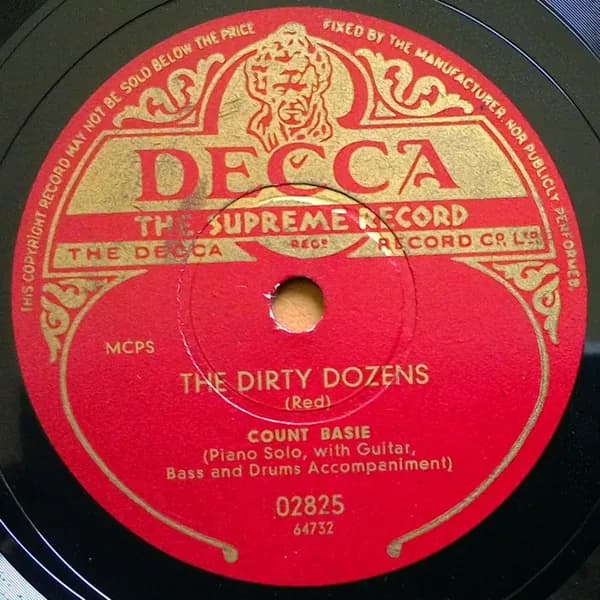 THIS COPYRIGHT RECORD MAY NOT BE SOLD BELOW THE PRICE FIXED BY THE MANUFACTURER, NOR PUBLICLY PERFORMED.
DECCA
THE SUPREME RECORD
THE DECCA REGD RECORD CO. LTD.
MCPS
THE DIRTY DOZENS
(Red)
COUNT BASIE
(Piano Solo, with Guitar,
Bass and Drums Accompaniment)
02825
64732